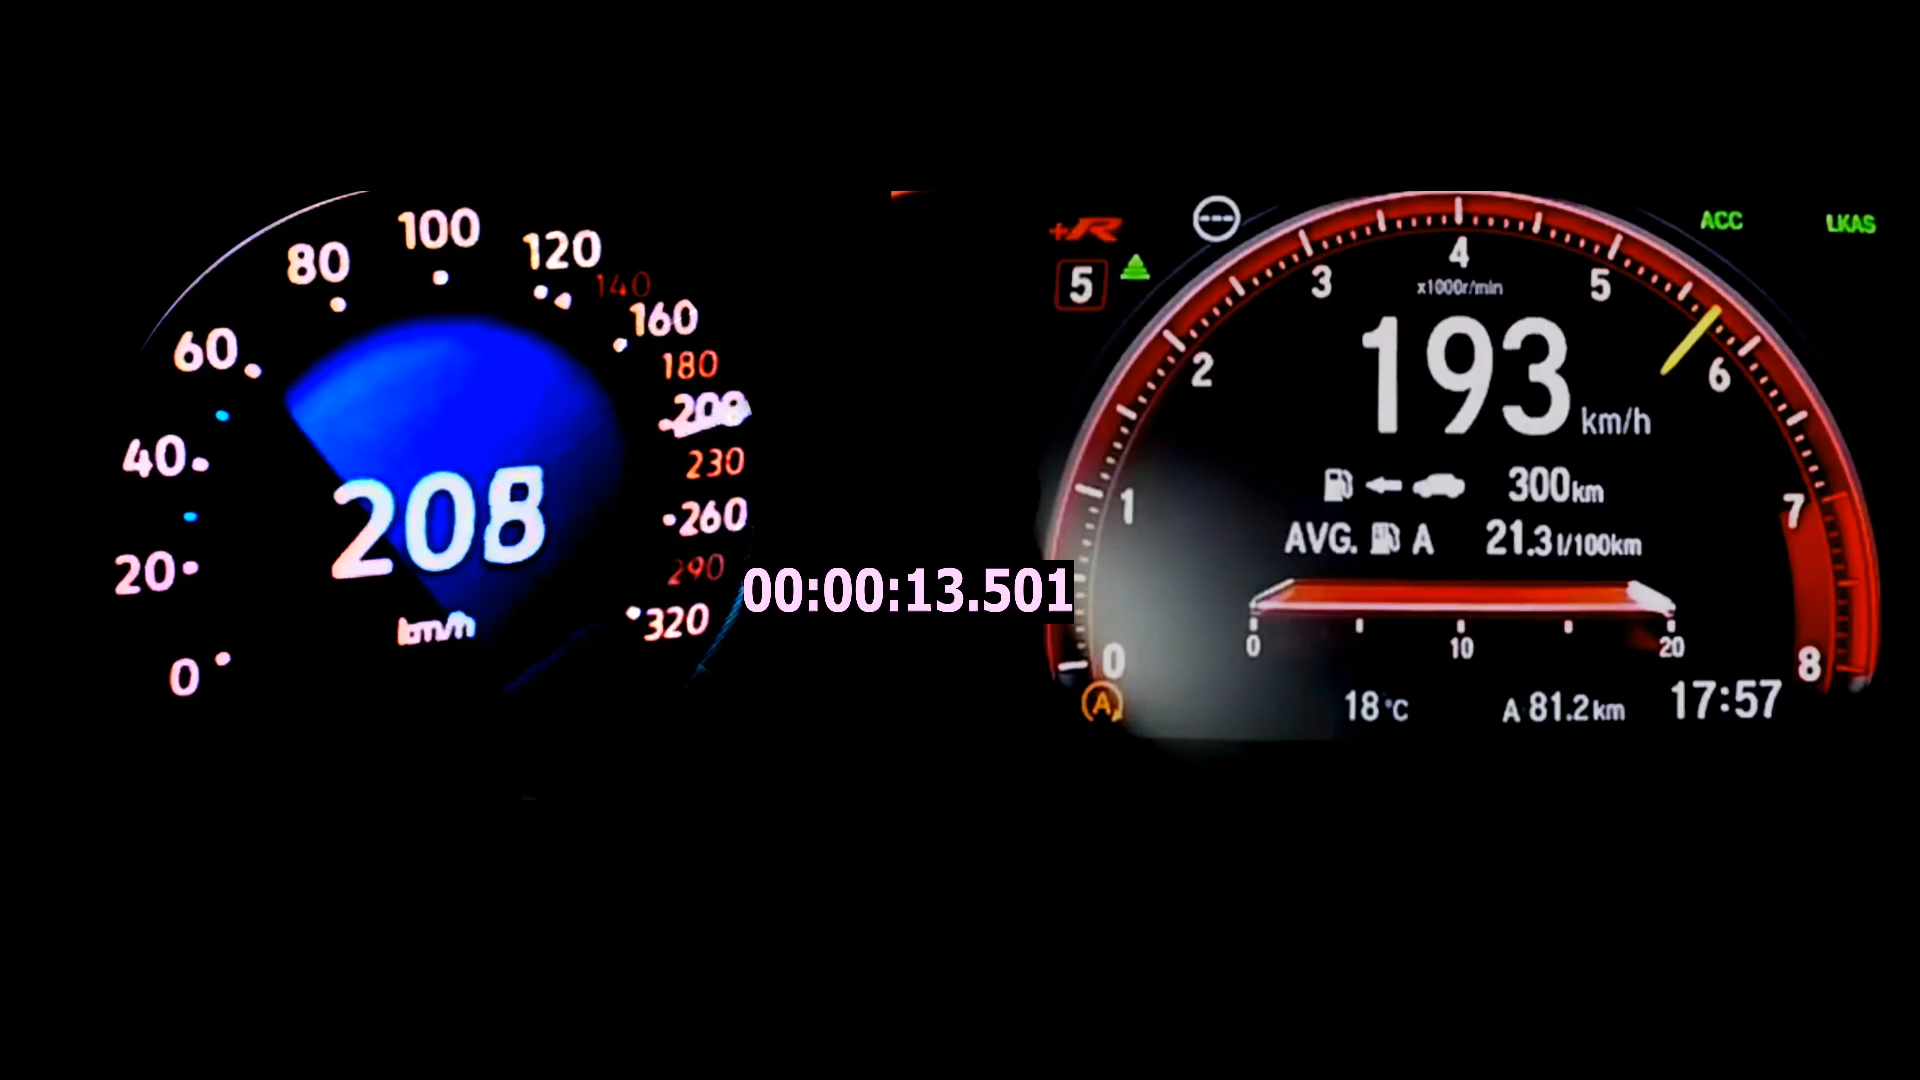 100
80
120
140
60
160
180
200
40
230
208
260
20
290
km/h
320
0
00:00:13.501
+R
ACC
LKAS
5
4
3
5
x1000r/min
193 km/h
2
6
300km
AVG. A 21.3 l/100km
1
7
0 10 20
0
8
A
18°C
A 81.2km
17:57